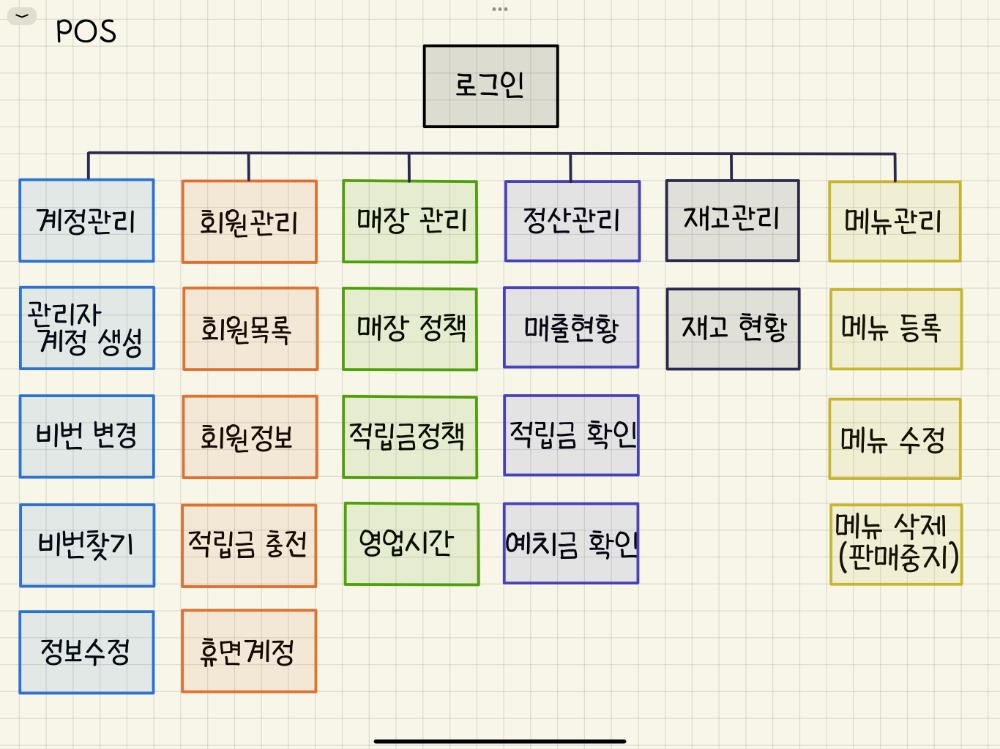 POS
로그인
계정관리
회원관리
매장 관리
정산관리
재고관리
메뉴관리
관리자
계정 생성
회원목록
매장 정책
매출현황
재고 현황
메뉴 등록
비번 변경
회원정보
적립금정책
적립금 확인
메뉴 수정
비번찾기
적립금 충전
영업시간
예치금 확인
메뉴 삭제
(판매중지)
정보수정
휴면계정